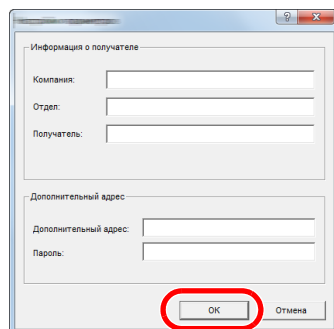 Информация о получателе
Компания:
Отдел:
Получатель:
Дополнительный адрес
Дополнительный адрес:
Пароль:
OK
Отмена